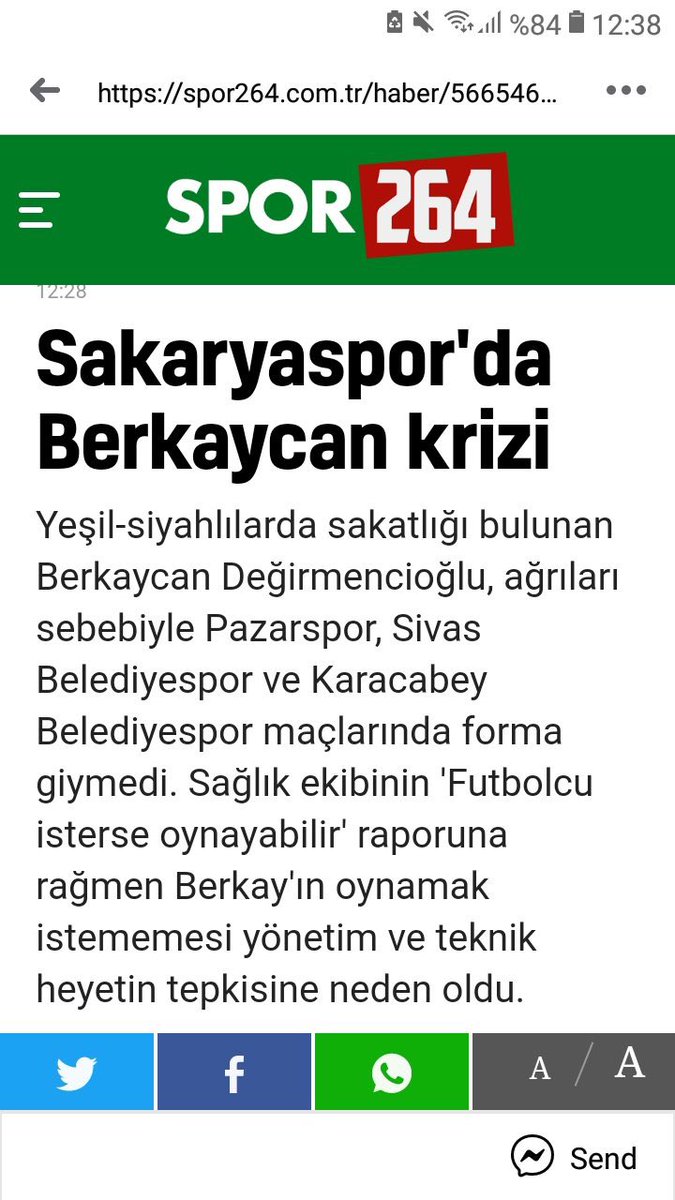 %84 12:38
https://spor264.com.tr/haber/566546...
SPOR 264
12:28
Sakaryaspor'da
Berkaycan krizi
Yeşil-siyahlılarda sakatlığı bulunan
Berkaycan Değirmencioğlu, ağrıları
sebebiyle Pazarspor, Sivas
Belediyespor ve Karacabey
Belediyespor maçlarında forma
giymedi. Sağlık ekibinin 'Futbolcu
isterse oynayabilir' raporuna
rağmen Berkay'ın oynamak
istememesi yönetim ve teknik
heyetin tepkisine neden oldu.
A / A
Send